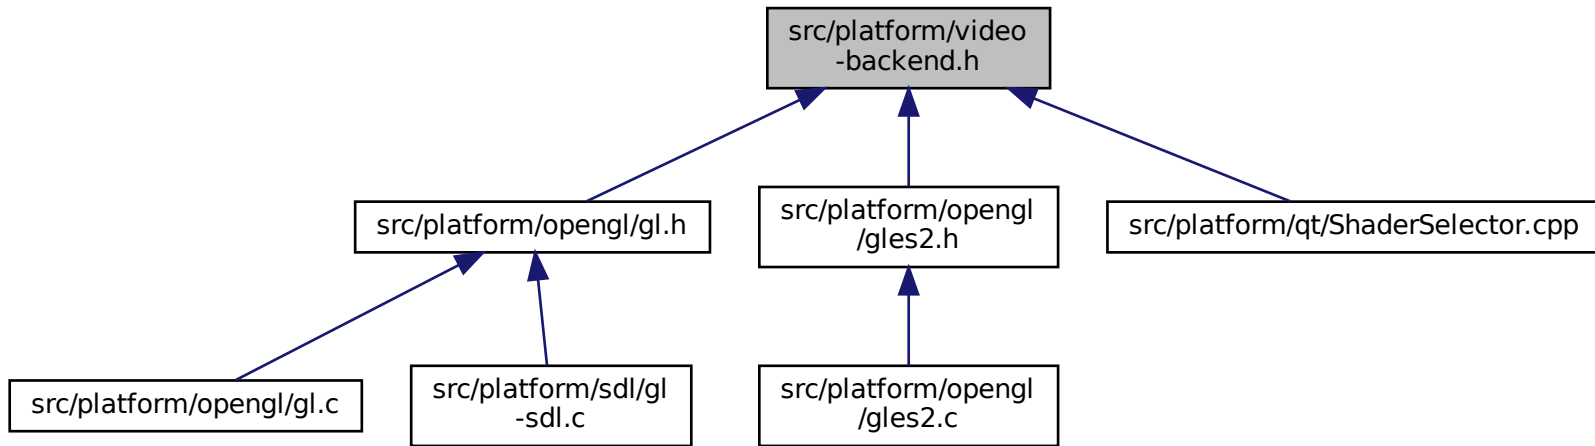 src/platform/video
-backend.h
src/platform/opengl/gl.h
src/platform/opengl
/gles2.h
src/platform/qt/ShaderSelector.cpp
src/platform/opengl/gl.c
src/platform/sdl/gl
-sdl.c
src/platform/opengl
/gles2.c